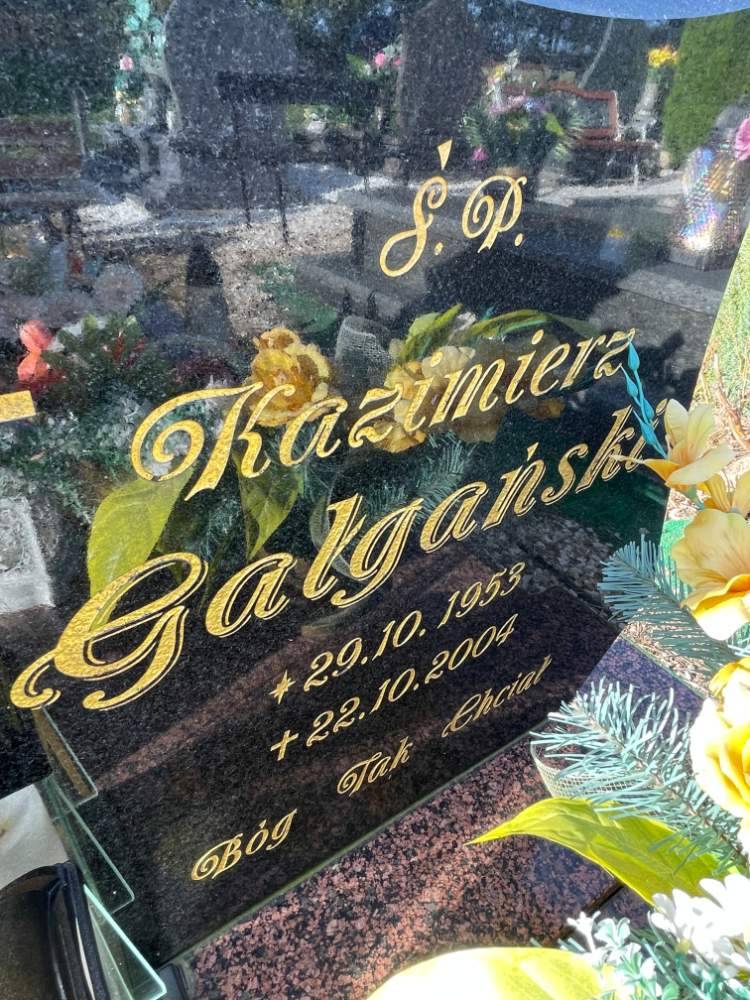 Ś.P.
Kazimierz
Gałgański
* 29.10.1953
+ 22.10.2004
Bóg Tak Chciał